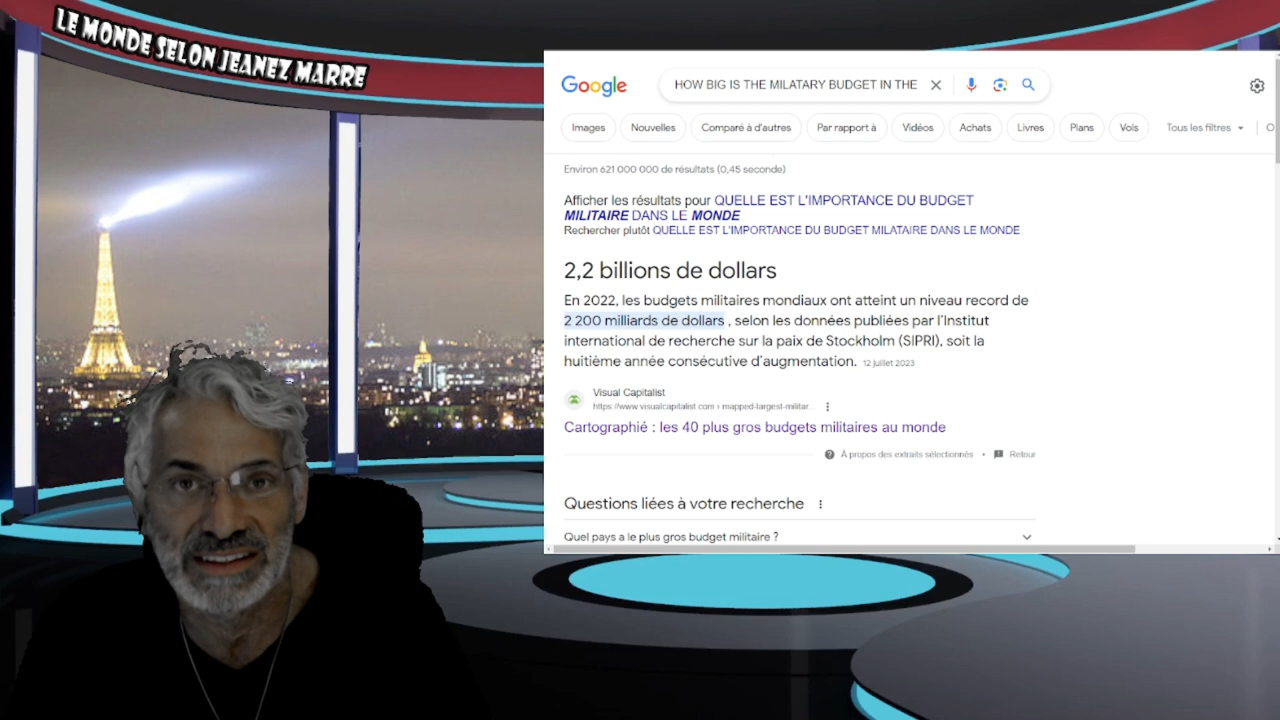 LE MONDE SELON JEANEZ MARRE
Google
HOW BIG IS THE MILATARY BUDGET IN THE
Images
Nouvelles
Comparé à d'autres
Par rapport à
Vidéos
Achats
Livres
Plans
Vols
Tous les filtres
Environ 621 000 000 de résultats (0,45 seconde)
Afficher les résultats pour QUELLE EST L'IMPORTANCE DU BUDGET
MILITAIRE DANS LE MONDE
Rechercher plutôt QUELLE EST L'IMPORTANCE DU BUDGET MILATAIRE DANS LE MONDE
2,2 billions de dollars
En 2022, les budgets militaires mondiaux ont atteint un niveau record de
2 200 milliards de dollars , selon les données publiées par l'Institut
international de recherche sur la paix de Stockholm (SIPRI), soit la
huitième année consécutive d'augmentation. 12 juillet 2023
Visual Capitalist
https://www.visualcapitalist.com › mapped-largest-militar...
Cartographié : les 40 plus gros budgets militaires au monde
À propos des extraits sélectionnés • Retour
Questions liées à votre recherche
Quel pays a le plus gros budget militaire ?